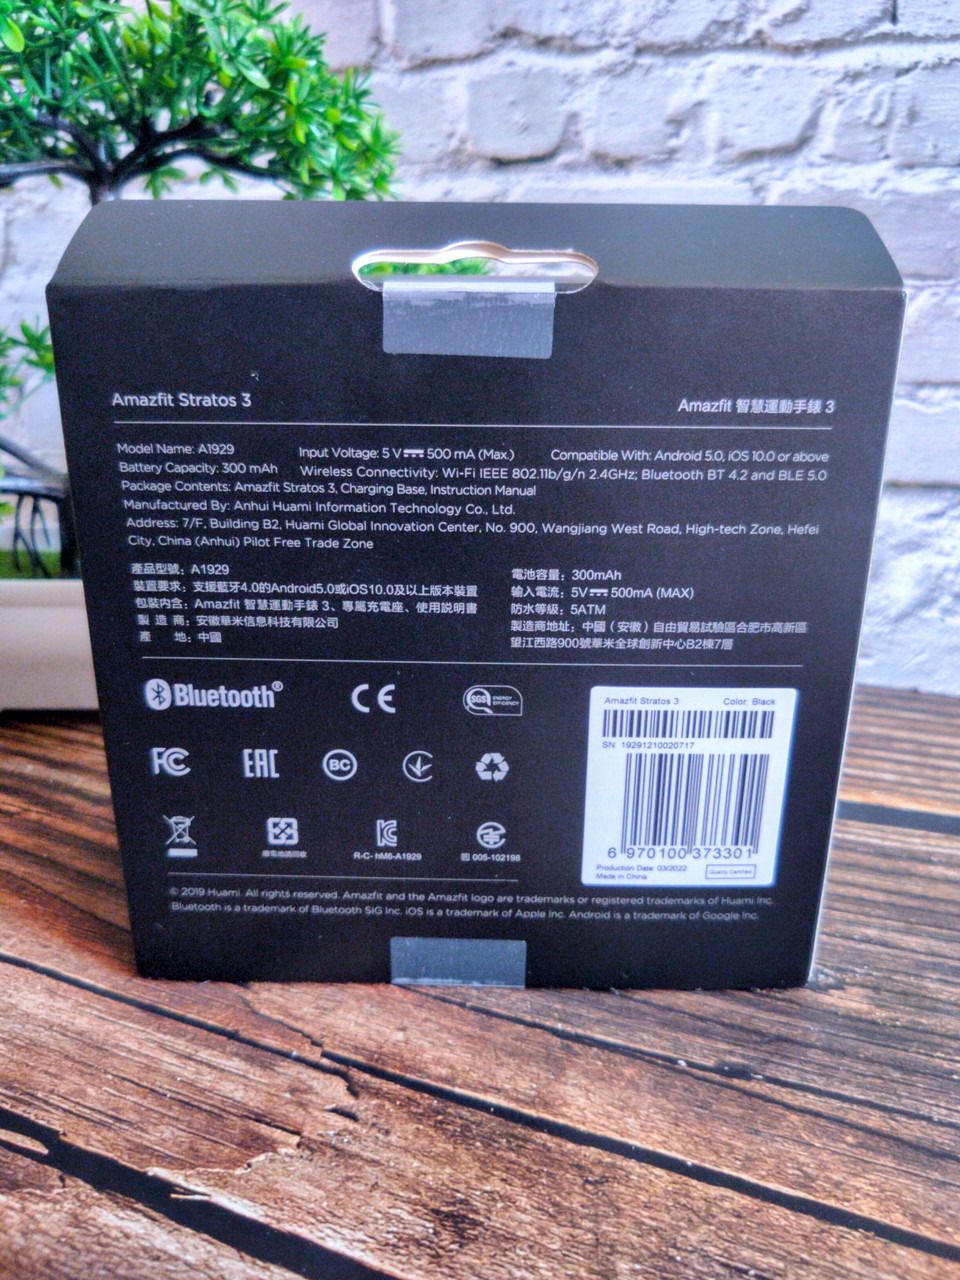 Amazfit Stratos 3
Amazfit 智慧運動手錶 3
Model Name: A1929 Input Voltage: 5 V⎓500 mA (Max.) Compatible With: Android 5.0, iOS 10.0 or above
Battery Capacity: 300 mAh Wireless Connectivity: Wi-Fi IEEE 802.11b/g/n 2.4GHz; Bluetooth BT 4.2 and BLE 5.0
Package Contents: Amazfit Stratos 3, Charging Base, Instruction Manual
Manufactured By: Anhui Huami Information Technology Co., Ltd.
Address: 7/F, Building B2, Huami Global Innovation Center, No. 900, Wangjiang West Road, High-tech Zone, Hefei
City, China (Anhui) Pilot Free Trade Zone
產品型號：A1929
裝置要求：支援藍牙4.0的Android5.0或iOS10.0及以上版本裝置
包裝內含：Amazfit 智慧運動手錶 3、專屬充電座、使用説明書
製 造 商：安徽華米信息科技有限公司
產 地：中國
電池容量：300mAh
输入電流：5V⎓500mA (MAX)
防水等級：5ATM
製造商地址：中國（安徽）自由貿易試驗區合肥市高新區
望江西路900號華米全球創新中心B2棟7層
Bluetooth®
CE
SGS ENERGY EFFICIENCY
FC
EAC
BC
廢電池請回收
R-C- hM6-A1929
005-102198
Amazfit Stratos 3 Color: Black
SN: 19291210020717
6 970100 373301
Production Date: 03/2022
Made in China
Quality Certified
© 2019 Huami. All rights reserved. Amazfit and the Amazfit logo are trademarks or registered trademarks of Huami Inc.
Bluetooth is a trademark of Bluetooth SIG Inc. iOS is a trademark of Apple Inc. Android is a trademark of Google Inc.